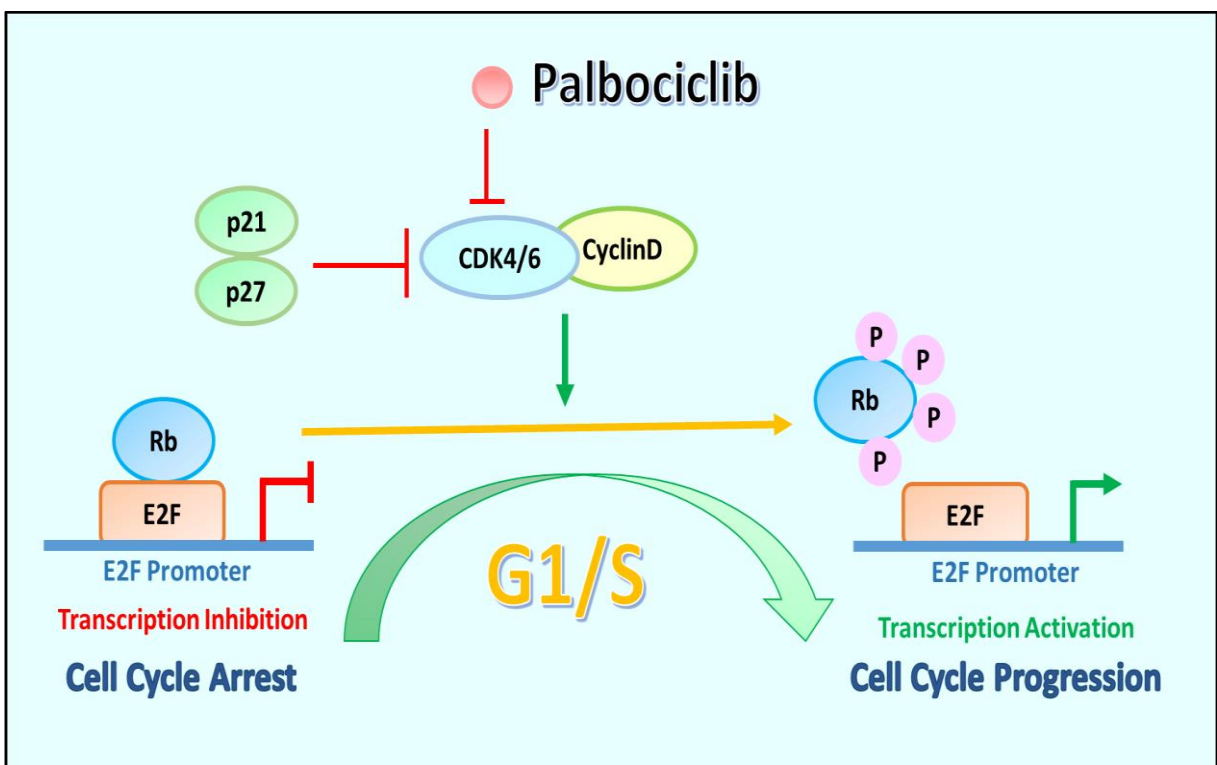 Palbociclib
p21
p27
CDK4/6
CyclinD
Rb
E2F
E2F Promoter
Transcription Inhibition
Cell Cycle Arrest
G1/S
P
P
P
P
Rb
E2F
E2F Promoter
Transcription Activation
Cell Cycle Progression